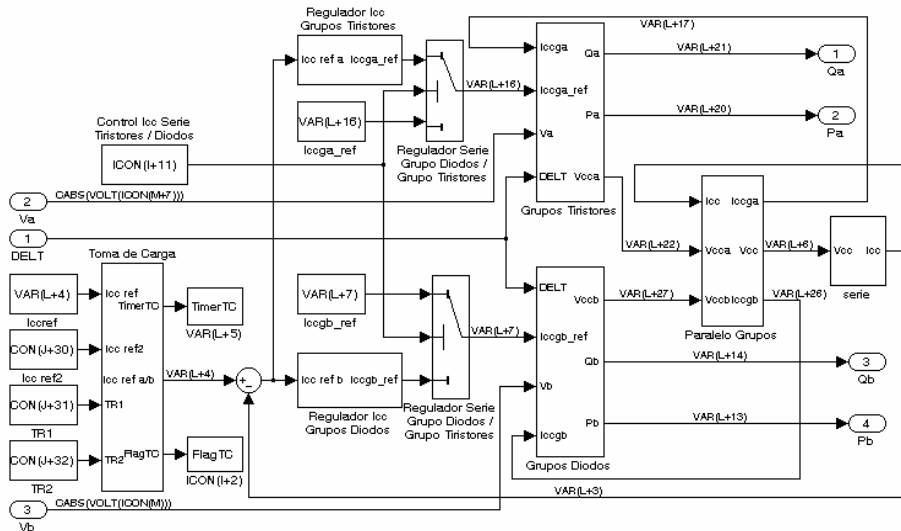 Regulador Icc
Grupos Tiristores
Icc ref a Iccga_ref
VAR(L+16)
Iccga_ref
Control Icc Serie
Tiristores / Diodos
ICON(I+11)
Regulador Serie
Grupo Diodos /
Grupo Tiristores
VAR(L+16)
VAR(L+17)
Iccga
Iccga_ref
Va
DELT
Qa
Pa
Vcca
Grupos Tiristores
VAR(L+21)
1
Qa
VAR(L+20)
2
Pa
2
Va
CABS(VOLT(ICON(M+7)))
1
DELT
VAR(L+22)
Icc Iccga
Vcca Vcc
Vccb Iccgb
Paralelo Grupos
VAR(L+6)
Vcc Icc
serie
VAR(L+26)
Toma de Carga
VAR(L+4)
Iccref
CON(J+30)
Icc ref2
CON(J+31)
TR1
CON(J+32)
TR2
Icc ref
TimerTC
Icc ref2
Icc ref a/b
TR1
FlagTC
TR2
TimerTC
VAR(L+5)
VAR(L+4)
FlagTC
ICON(I+2)
+
−
VAR(L+7)
Iccgb_ref
Icc ref b Iccgb_ref
Regulador Icc
Grupos Diodos
Regulador Serie
Grupo Diodos /
Grupo Tiristores
VAR(L+7)
DELT
Vccb
Iccgb_ref
Qb
Vb
Pb
Iccgb
Grupos Diodos
VAR(L+27)
VAR(L+14)
3
Qb
VAR(L+13)
4
Pb
VAR(L+3)
3
Vb
CABS(VOLT(ICON(M)))